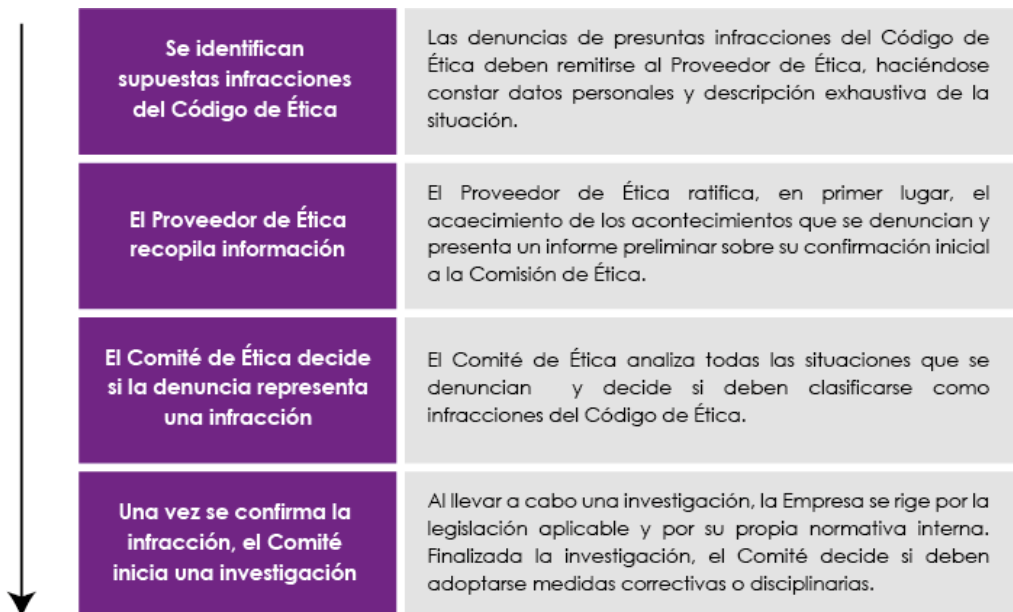 Se identifican
supuestas infracciones
del Código de Ética
Las denuncias de presuntas infracciones del Código de
Ética deben remitirse al Proveedor de Ética, haciéndose
constar datos personales y descripción exhaustiva de la
situación.
El Proveedor de Ética
recopila información
El Proveedor de Ética ratifica, en primer lugar, el
acaecimiento de los acontecimientos que se denuncian y
presenta un informe preliminar sobre su confirmación inicial
a la Comisión de Ética.
El Comité de Ética decide
si la denuncia representa
una infracción
El Comité de Ética analiza todas las situaciones que se
denuncian y decide si deben clasificarse como
infracciones del Código de Ética.
Una vez se confirma la
infracción, el Comité
inicia una investigación
Al llevar a cabo una investigación, la Empresa se rige por la
legislación aplicable y por su propia normativa interna.
Finalizada la investigación, el Comité decide si deben
adoptarse medidas correctivas o disciplinarias.